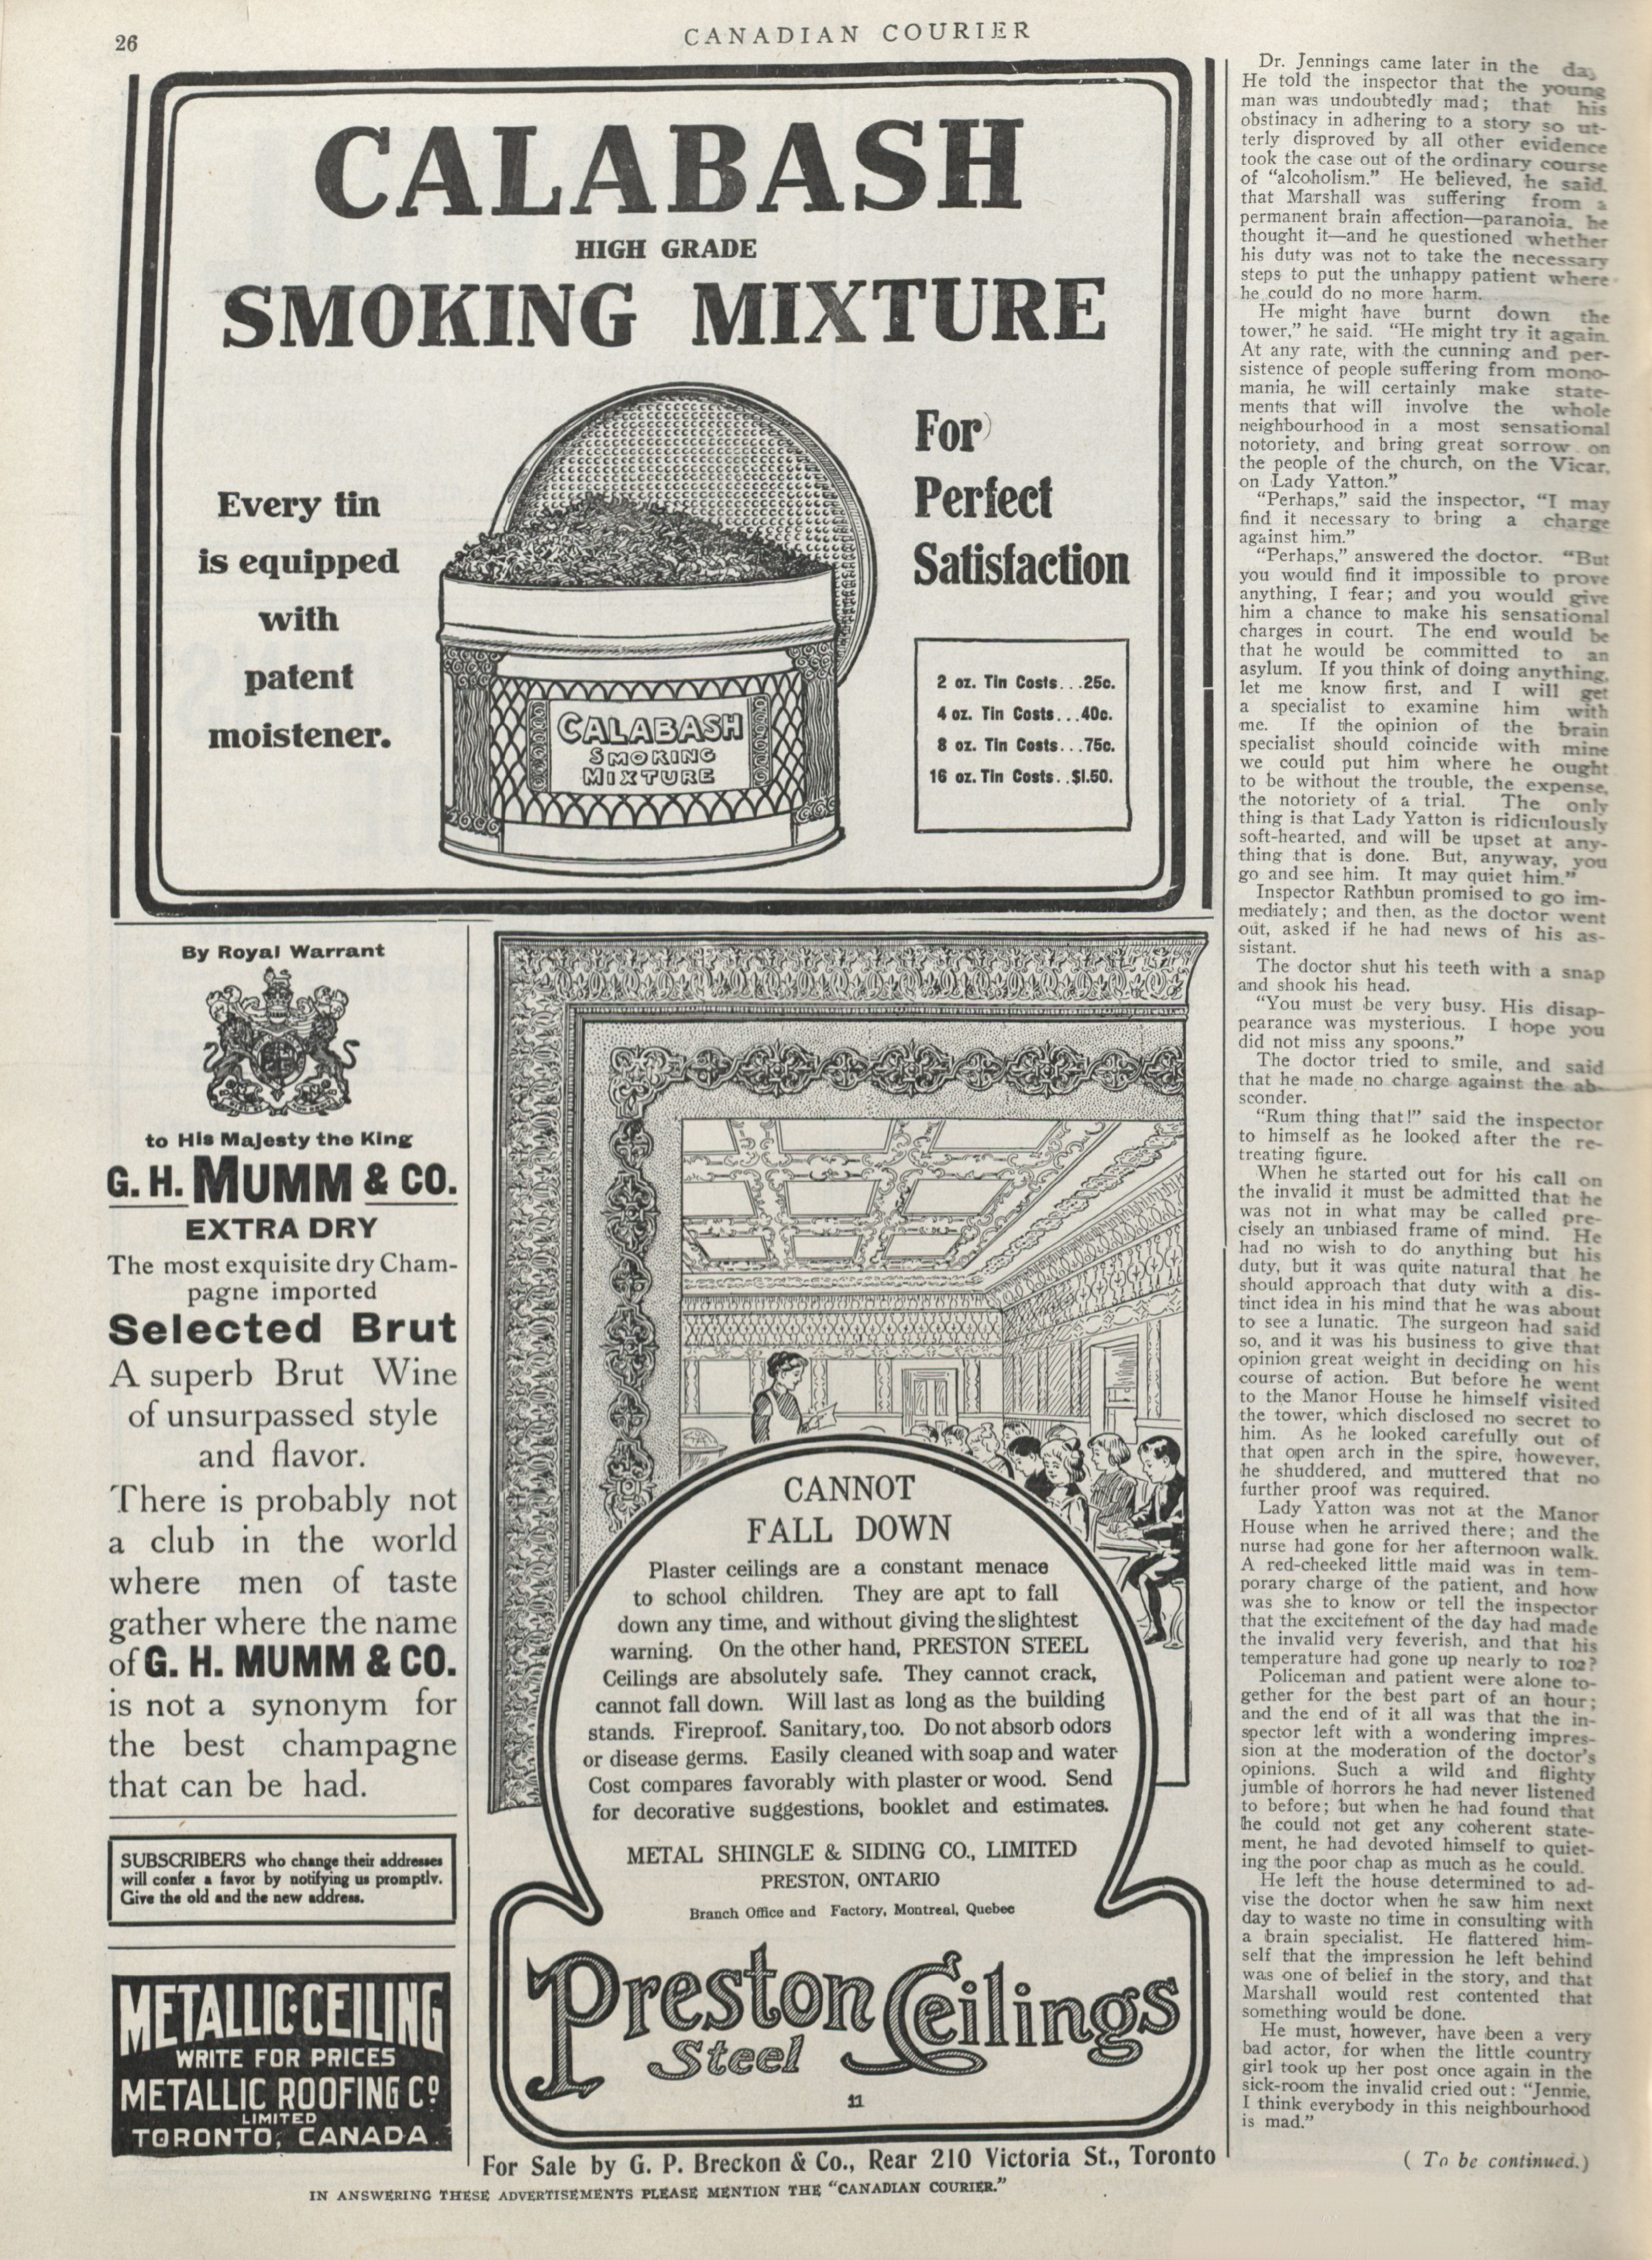 26
CANADIAN COURIER
CALABASH
HIGH GRADE
SMOKING MIXTURE
Every tin
is equipped
with
patent
moistener.
CALABASH
SMOKING
MIXTURE
For
Perfect
Satisfaction
2 oz. Tin Costs...25c.
4 oz. Tin Costs...40c.
8 oz. Tin Costs...75c.
16 oz. Tin Costs..$1.50.
By Royal Warrant
to His Majesty the King
G. H. MUMM & CO.
EXTRA DRY
The most exquisite dry Cham-
pagne imported
Selected Brut
A superb Brut Wine
of unsurpassed style
and flavor.
There is probably not
a club in the world
where men of taste
gather where the name
of G. H. MUMM & CO.
is not a synonym for
the best champagne
that can be had.
SUBSCRIBERS who change their addresses
will confer a favor by notifying us promptly.
Give the old and the new address.
METALLIC CEILING
WRITE FOR PRICES
METALLIC ROOFING Co
LIMITED
TORONTO, CANADA.
CANNOT
FALL DOWN
Plaster ceilings are a constant menace
to school children. They are apt to fall
down any time, and without giving the slightest
warning. On the other hand, PRESTON STEEL
Ceilings are absolutely safe. They cannot crack,
cannot fall down. Will last as long as the building
stands. Fireproof. Sanitary, too. Do not absorb odors
or disease germs. Easily cleaned with soap and water
Cost compares favorably with plaster or wood. Send
for decorative suggestions, booklet and estimates.
METAL SHINGLE & SIDING CO., LIMITED
PRESTON, ONTARIO
Branch Office and Factory, Montreal, Quebec
Preston Ceilings
Steel
11
For Sale by G. P. Breckon & Co., Rear 210 Victoria St., Toronto
Dr. Jennings came later in the day
He told the inspector that the young
man was undoubtedly mad; that his
obstinacy in adhering to a story so ut-
terly disproved by all other evidence
took the case out of the ordinary course
of "alcoholism." He believed, he said,
that Marshall was suffering from a
permanent brain affection—paranoia, he
thought it—and he questioned whether
his duty was not to take the necessary
steps to put the unhappy patient where
he could do no more harm.
He might have burnt down the
tower," he said. "He might try it again.
At any rate, with the cunning and per-
sistence of people suffering from mono-
mania, he will certainly make state-
ments that will involve the whole
neighbourhood in a most sensational
notoriety, and bring great sorrow on
the people of the church, on the Vicar,
on Lady Yatton."
"Perhaps," said the inspector, "I may
find it necessary to bring a charge
against him."
"Perhaps," answered the doctor. "But
you would find it impossible to prove
anything, I fear; and you would give
him a chance to make his sensational
charges in court. The end would be
that he would be committed to an
asylum. If you think of doing anything,
let me know first, and I will get
a specialist to examine him with
me. If the opinion of the brain
specialist should coincide with mine
we could put him where he ought
to be without the trouble, the expense,
the notoriety of a trial. The only
thing is that Lady Yatton is ridiculously
soft-hearted, and will be upset at any-
thing that is done. But, anyway, you
go and see him. It may quiet him."
Inspector Rathbun promised to go im-
mediately; and then, as the doctor went
out, asked if he had news of his as-
sistant.
The doctor shut his teeth with a snap
and shook his head.
"You must be very busy. His disap-
pearance was mysterious. I hope you
did not miss any spoons."
The doctor tried to smile, and said
that he made no charge against the ab-
sconder.
"Rum thing that!" said the inspector
to himself as he looked after the re-
treating figure.
When he started out for his call on
the invalid it must be admitted that he
was not in what may be called pre-
cisely an unbiased frame of mind. He
had no wish to do anything but his
duty, but it was quite natural that he
should approach that duty with a dis-
tinct idea in his mind that he was about
to see a lunatic. The surgeon had said
so, and it was his business to give that
opinion great weight in deciding on his
course of action. But before he went
to the Manor House he himself visited
the tower, which disclosed no secret to
him. As he looked carefully out of
that open arch in the spire, however,
he shuddered, and muttered that no
further proof was required.
Lady Yatton was not at the Manor
House when he arrived there; and the
nurse had gone for her afternoon walk.
A red-cheeked little maid was in tem-
porary charge of the patient, and how
was she to know or tell the inspector
that the excitement of the day had made
the invalid very feverish, and that his
temperature had gone up nearly to 102?
Policeman and patient were alone to-
gether for the best part of an hour;
and the end of it all was that the in-
spector left with a wondering impres-
sion at the moderation of the doctor's
opinions. Such a wild and flighty
jumble of horrors he had never listened
to before; but when he had found that
he could not get any coherent state-
ment, he had devoted himself to quiet-
ing the poor chap as much as he could.
He left the house determined to ad-
vise the doctor when he saw him next
day to waste no time in consulting with
a brain specialist. He flattered him-
self that the impression he left behind
was one of belief in the story, and that
Marshall would rest contented that
something would be done.
He must, however, have been a very
bad actor, for when the little country
girl took up her post once again in the
sick-room the invalid cried out: "Jennie,
I think everybody in this neighbourhood
is mad."
( To be continued.)
IN ANSWERING THESE ADVERTISEMENTS PLEASE MENTION THE "CANADIAN COURIER."